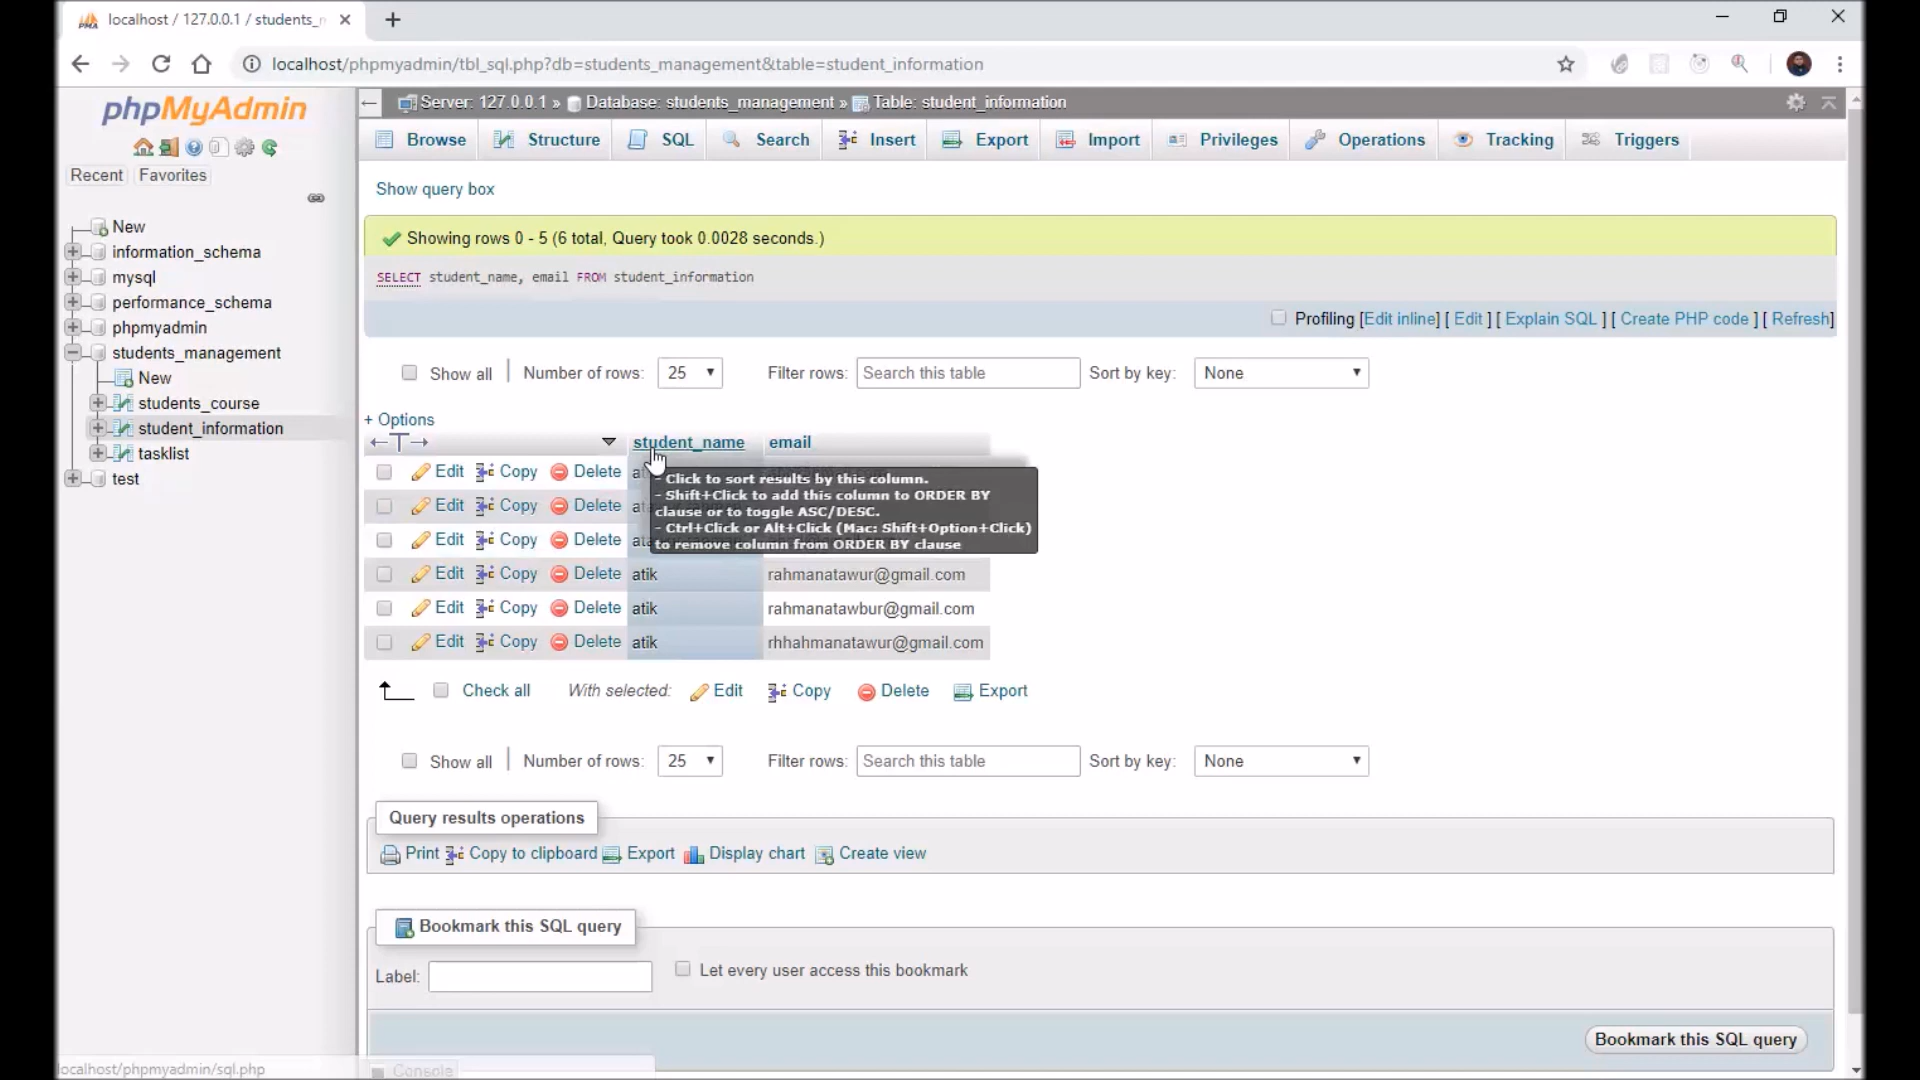 localhost / 127.0.0.1 / students_
localhost/phpmyadmin/tbl_sql.php?db=students_management&table=student_information
phpMyAdmin
Recent Favorites
New
information_schema
mysql
performance_schema
phpmyadmin
students_management
New
students_course
student_information
tasklist
test
Server: 127.0.0.1 » Database: students_management » Table: student_information
Browse Structure SQL Search Insert Export Import Privileges Operations Tracking Triggers
Show query box
Showing rows 0 - 5 (6 total, Query took 0.0028 seconds.)
SELECT student_name, email FROM student_information
Profiling [Edit inline] [ Edit ] [ Explain SQL ] [ Create PHP code ] [ Refresh]
Show all Number of rows: 25 Filter rows: Search this table Sort by key: None
+ Options
student_name email
Edit Copy Delete
Edit Copy Delete
Edit Copy Delete
- Click to sort results by this column.
- Shift+Click to add this column to ORDER BY
clause or to toggle ASC/DESC.
- Ctrl+Click or Alt+Click (Mac: Shift+Option+Click)
to remove column from ORDER BY clause
Edit Copy Delete atik rahmanatawur@gmail.com
Edit Copy Delete atik rahmanatawbur@gmail.com
Edit Copy Delete atik rhhahmanatawur@gmail.com
Check all With selected: Edit Copy Delete Export
Show all Number of rows: 25 Filter rows: Search this table Sort by key: None
Query results operations
Print Copy to clipboard Export Display chart Create view
Bookmark this SQL query
Label: Let every user access this bookmark
Bookmark this SQL query
localhost/phpmyadmin/sql.php
Console